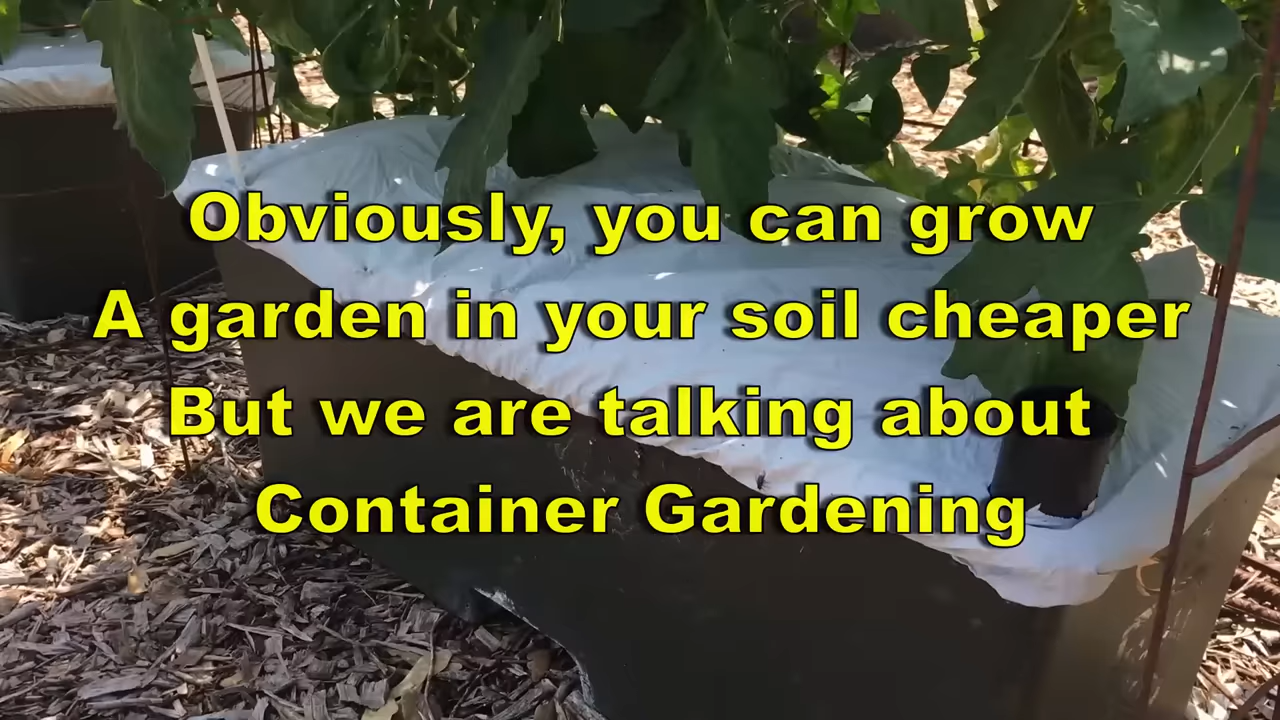 Obviously, you can grow
A garden in your soil cheaper
But we are talking about
Container Gardening